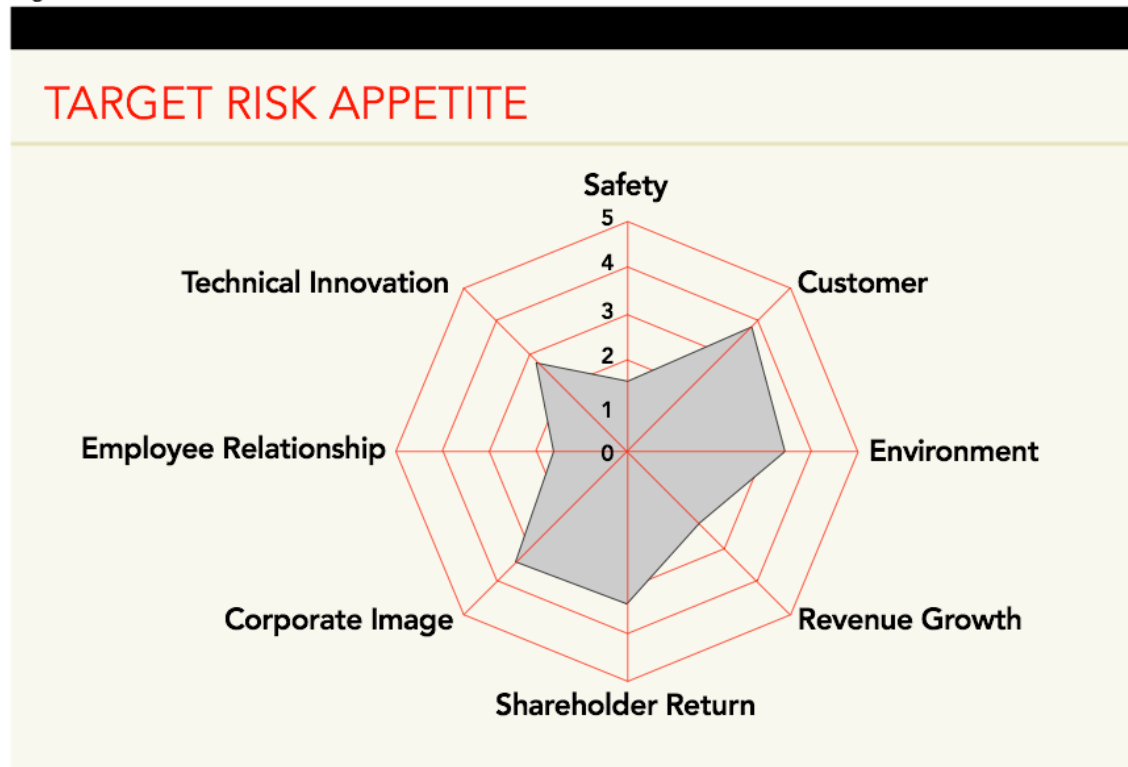 TARGET RISK APPETITE
Safety
5
4
3
2
1
0
Technical Innovation
Customer
Employee Relationship
Environment
Corporate Image
Revenue Growth
Shareholder Return